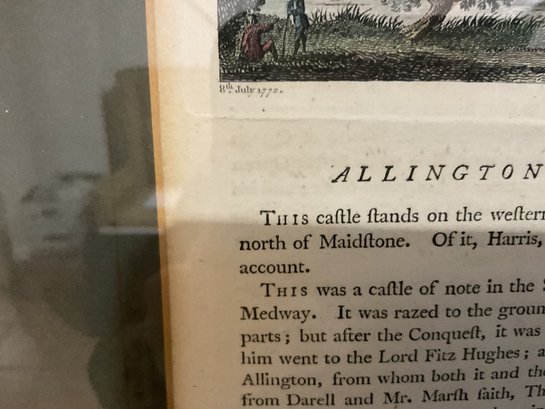 8th. July 1772.
ALLINGTON
THIS caſtle ſtands on the weſtern
north of Maidſtone. Of it, Harris,
account.
THIS was a caſtle of note in the
Medway. It was razed to the groun
parts; but after the Conqueſt, it was
him went to the Lord Fitz Hughes; a
Allington, from whom both it and the
from Darell and Mr. Marſh ſaith, Th